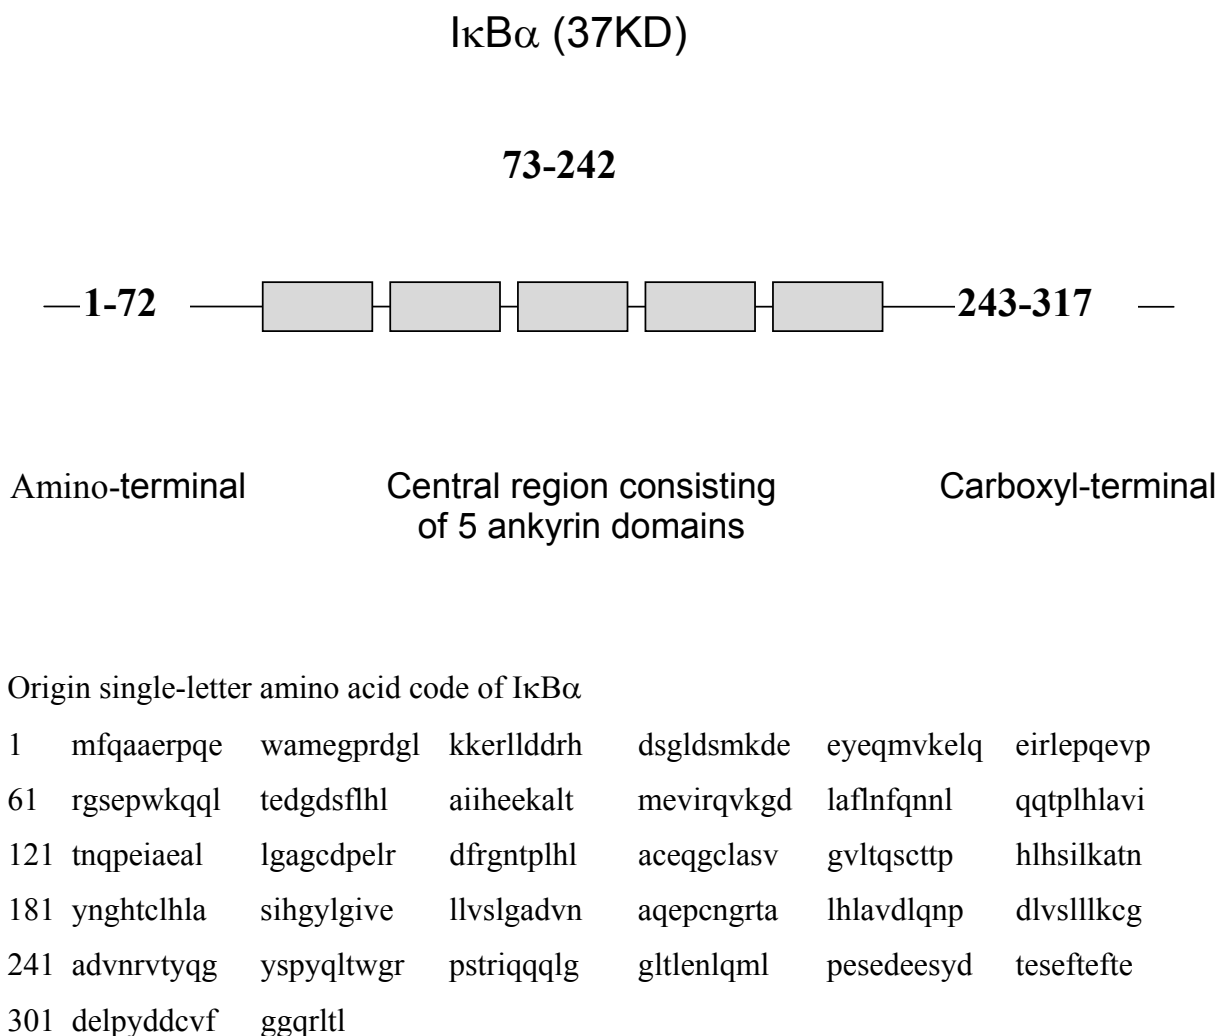 IκBα (37KD)
73-242
1-72 243-317
Amino-terminal Central region consisting of 5 ankyrin domains Carboxyl-terminal
Origin single-letter amino acid code of IκBα
1 mfqaaerpqe wamegprdgl kkerllddrh dsgldsmkde eyeqmvkelq eirlepqevp
61 rgsepwkqql tedgdsflhl aiiheekalt mevirqvkgd laflnfqnnl qqtplhlavi
121 tnqpeiaeal lgagcdpelr dfrgntplhl aceqgclasv gvltqscttp hlhsilkatn
181 ynghtclhla sihgylgive llvslgadvn aqepcngrta lhlavdlqnp dlvslllkcg
241 advnrvtyqg yspyqltwgr pstriqqqlg gltlenlqml pesedeesyd teseftefte
301 delpyddcvf ggqrltl